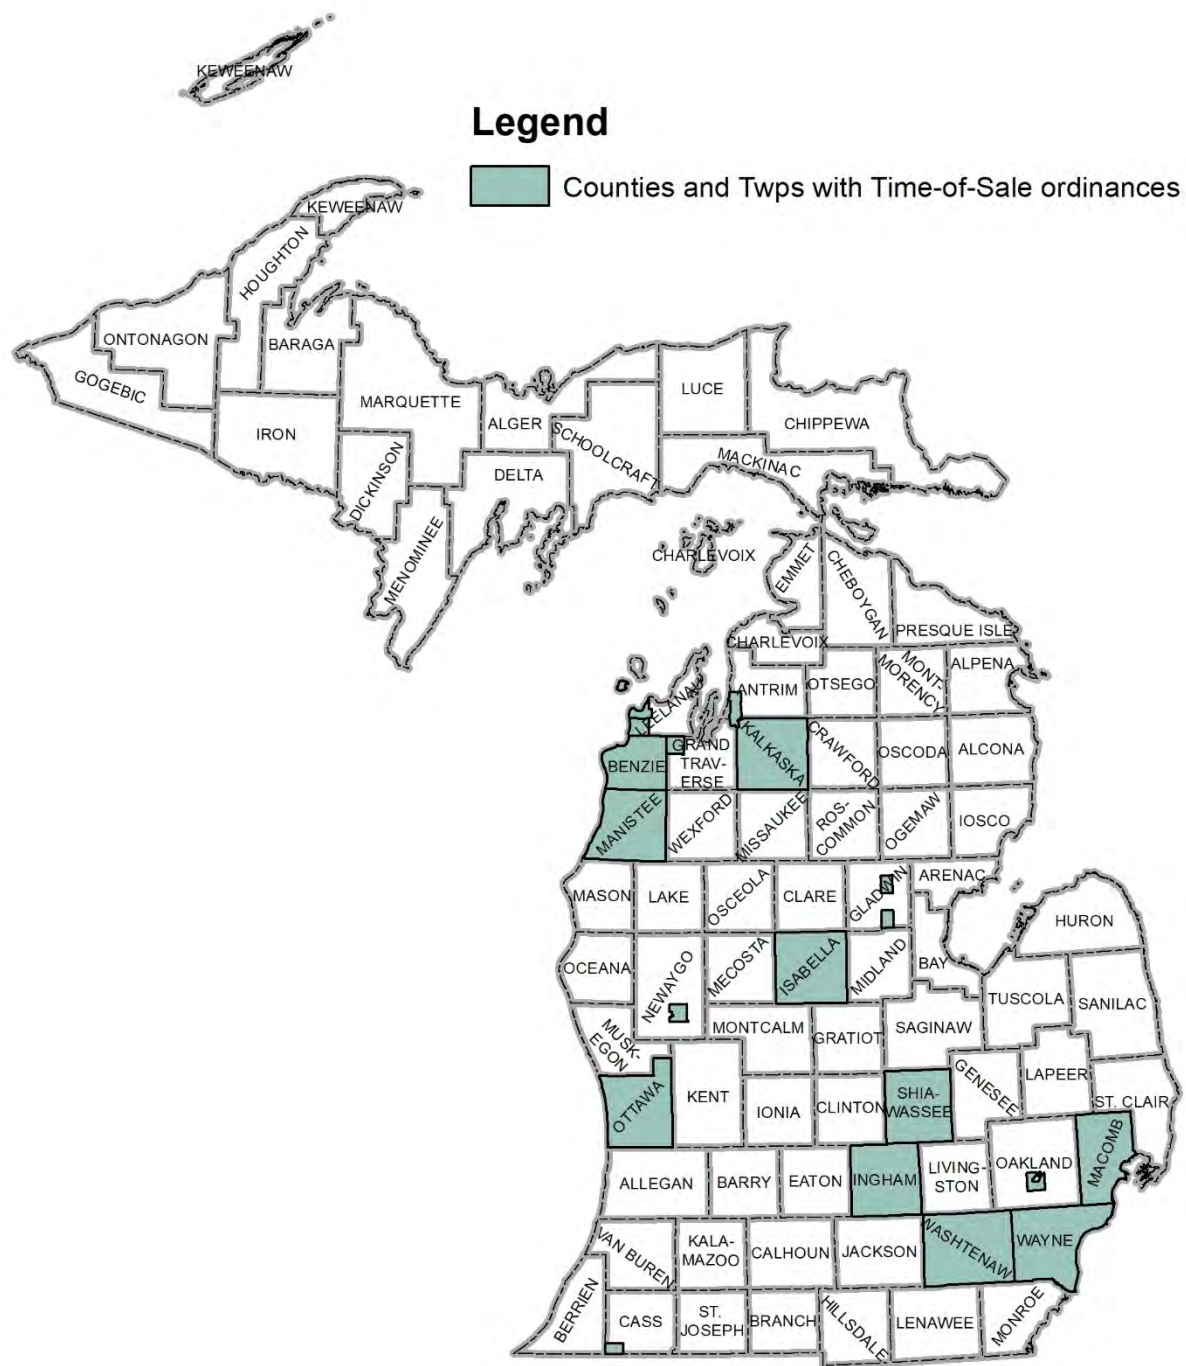 KEWEENAW
Legend
Counties and Twps with Time-of-Sale ordinances
KEWEENAW
HOUGHTON
ONTONAGON
BARAGA
GOGEBIC
MARQUETTE
LUCE
ALGER
CHIPPEWA
IRON
SCHOOLCRAFT
MACKINAC
DICKINSON
DELTA
MENOMINEE
CHARLEVOIX
EMMET
CHEBOYGAN
PRESQUE ISLE
CHARLEVOIX
LEELANAU
ANTRIM
OTSEGO
MONT-
MORENCY
ALPENA
BENZIE
GRAND
TRAV-
ERSE
KALKASKA
CRAWFORD
OSCODA
ALCONA
MANISTEE
WEXFORD
MISSAUKEE
ROS-
COMMON
OGEMAW
IOSCO
MASON
LAKE
OSCEOLA
CLARE
GLADWIN
ARENAC
HURON
OCEANA
NEWAYGO
MECOSTA
ISABELLA
MIDLAND
BAY
TUSCOLA
SANILAC
MUSK-
EGON
MONTCALM
GRATIOT
SAGINAW
OTTAWA
KENT
IONIA
CLINTON
SHIA-
WASSEE
GENESEE
LAPEER
ST. CLAIR
ALLEGAN
BARRY
EATON
INGHAM
LIVING-
STON
OAKLAND
MACOMB
VAN BUREN
KALA-
MAZOO
CALHOUN
JACKSON
WASHTENAW
WAYNE
BERRIEN
CASS
ST.
JOSEPH
BRANCH
HILLSDALE
LENAWEE
MONROE